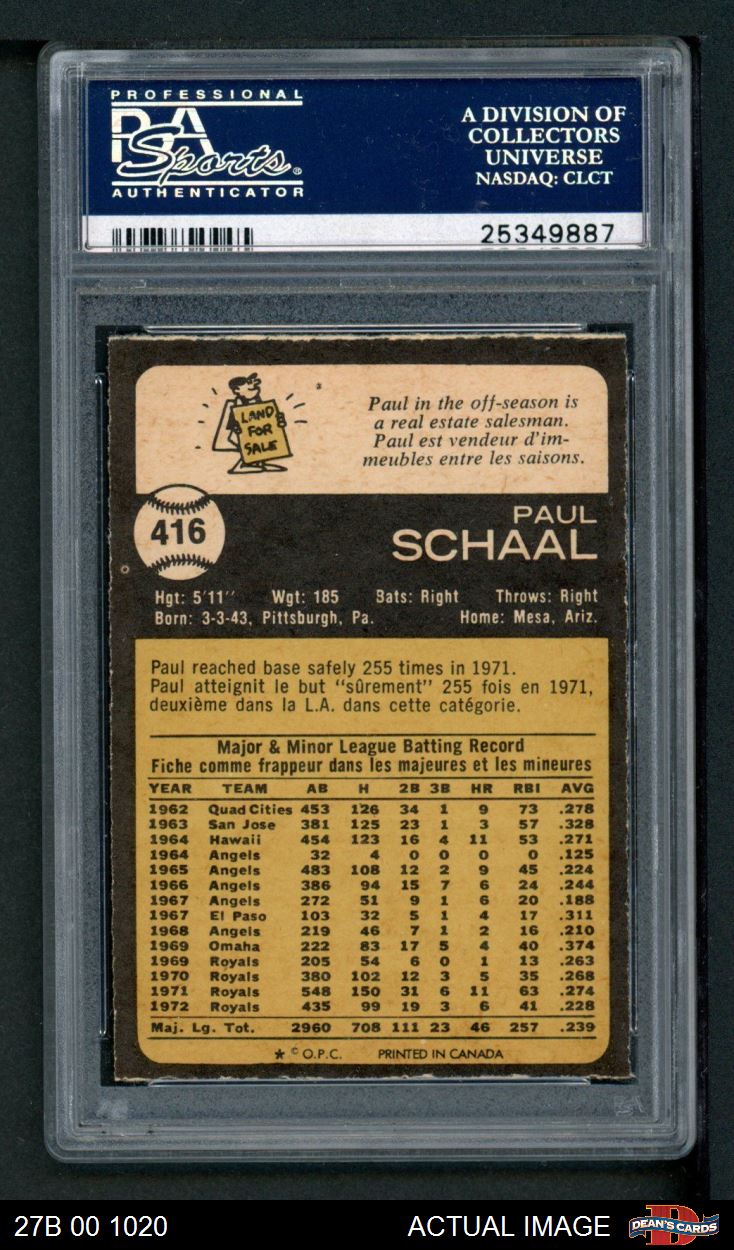 PROFESSIONAL
PSA
Sports®
AUTHENTICATOR
A DIVISION OF
COLLECTORS
UNIVERSE
NASDAQ: CLCT
25349887
LAND
FOR
SALE
Paul in the off-season is
a real estate salesman.
Paul est vendeur d'im-
meubles entre les saisons.
416
PAUL
SCHAAL
Hgt: 5'11" Wgt: 185 Bats: Right Throws: Right
Born: 3-3-43, Pittsburgh, Pa. Home: Mesa, Ariz.
Paul reached base safely 255 times in 1971.
Paul atteignit le but "sûrement" 255 fois en 1971,
deuxième dans la L.A. dans cette catégorie.
Major & Minor League Batting Record
Fiche comme frappeur dans les majeures et les mineures
YEAR TEAM AB H 2B 3B HR RBI AVG
1962 Quad Cities 453 126 34 1 9 73 .278
1963 San Jose 381 125 23 1 3 57 .328
1964 Hawaii 454 123 16 4 11 53 .271
1964 Angels 32 4 0 0 0 0 .125
1965 Angels 483 108 12 2 9 45 .224
1966 Angels 386 94 15 7 6 24 .244
1967 Angels 272 51 9 1 6 20 .188
1967 El Paso 103 32 5 1 4 17 .311
1968 Angels 219 46 7 1 2 16 .210
1969 Omaha 222 83 17 5 4 40 .374
1969 Royals 205 54 6 0 1 13 .263
1970 Royals 380 102 12 3 5 35 .268
1971 Royals 548 150 31 6 11 63 .274
1972 Royals 435 99 19 3 6 41 .228
Maj. Lg. Tot. 2960 708 111 23 46 257 .239
★ © O.P.C. PRINTED IN CANADA
27B 00 1020 ACTUAL IMAGE
DEAN'S CARDS